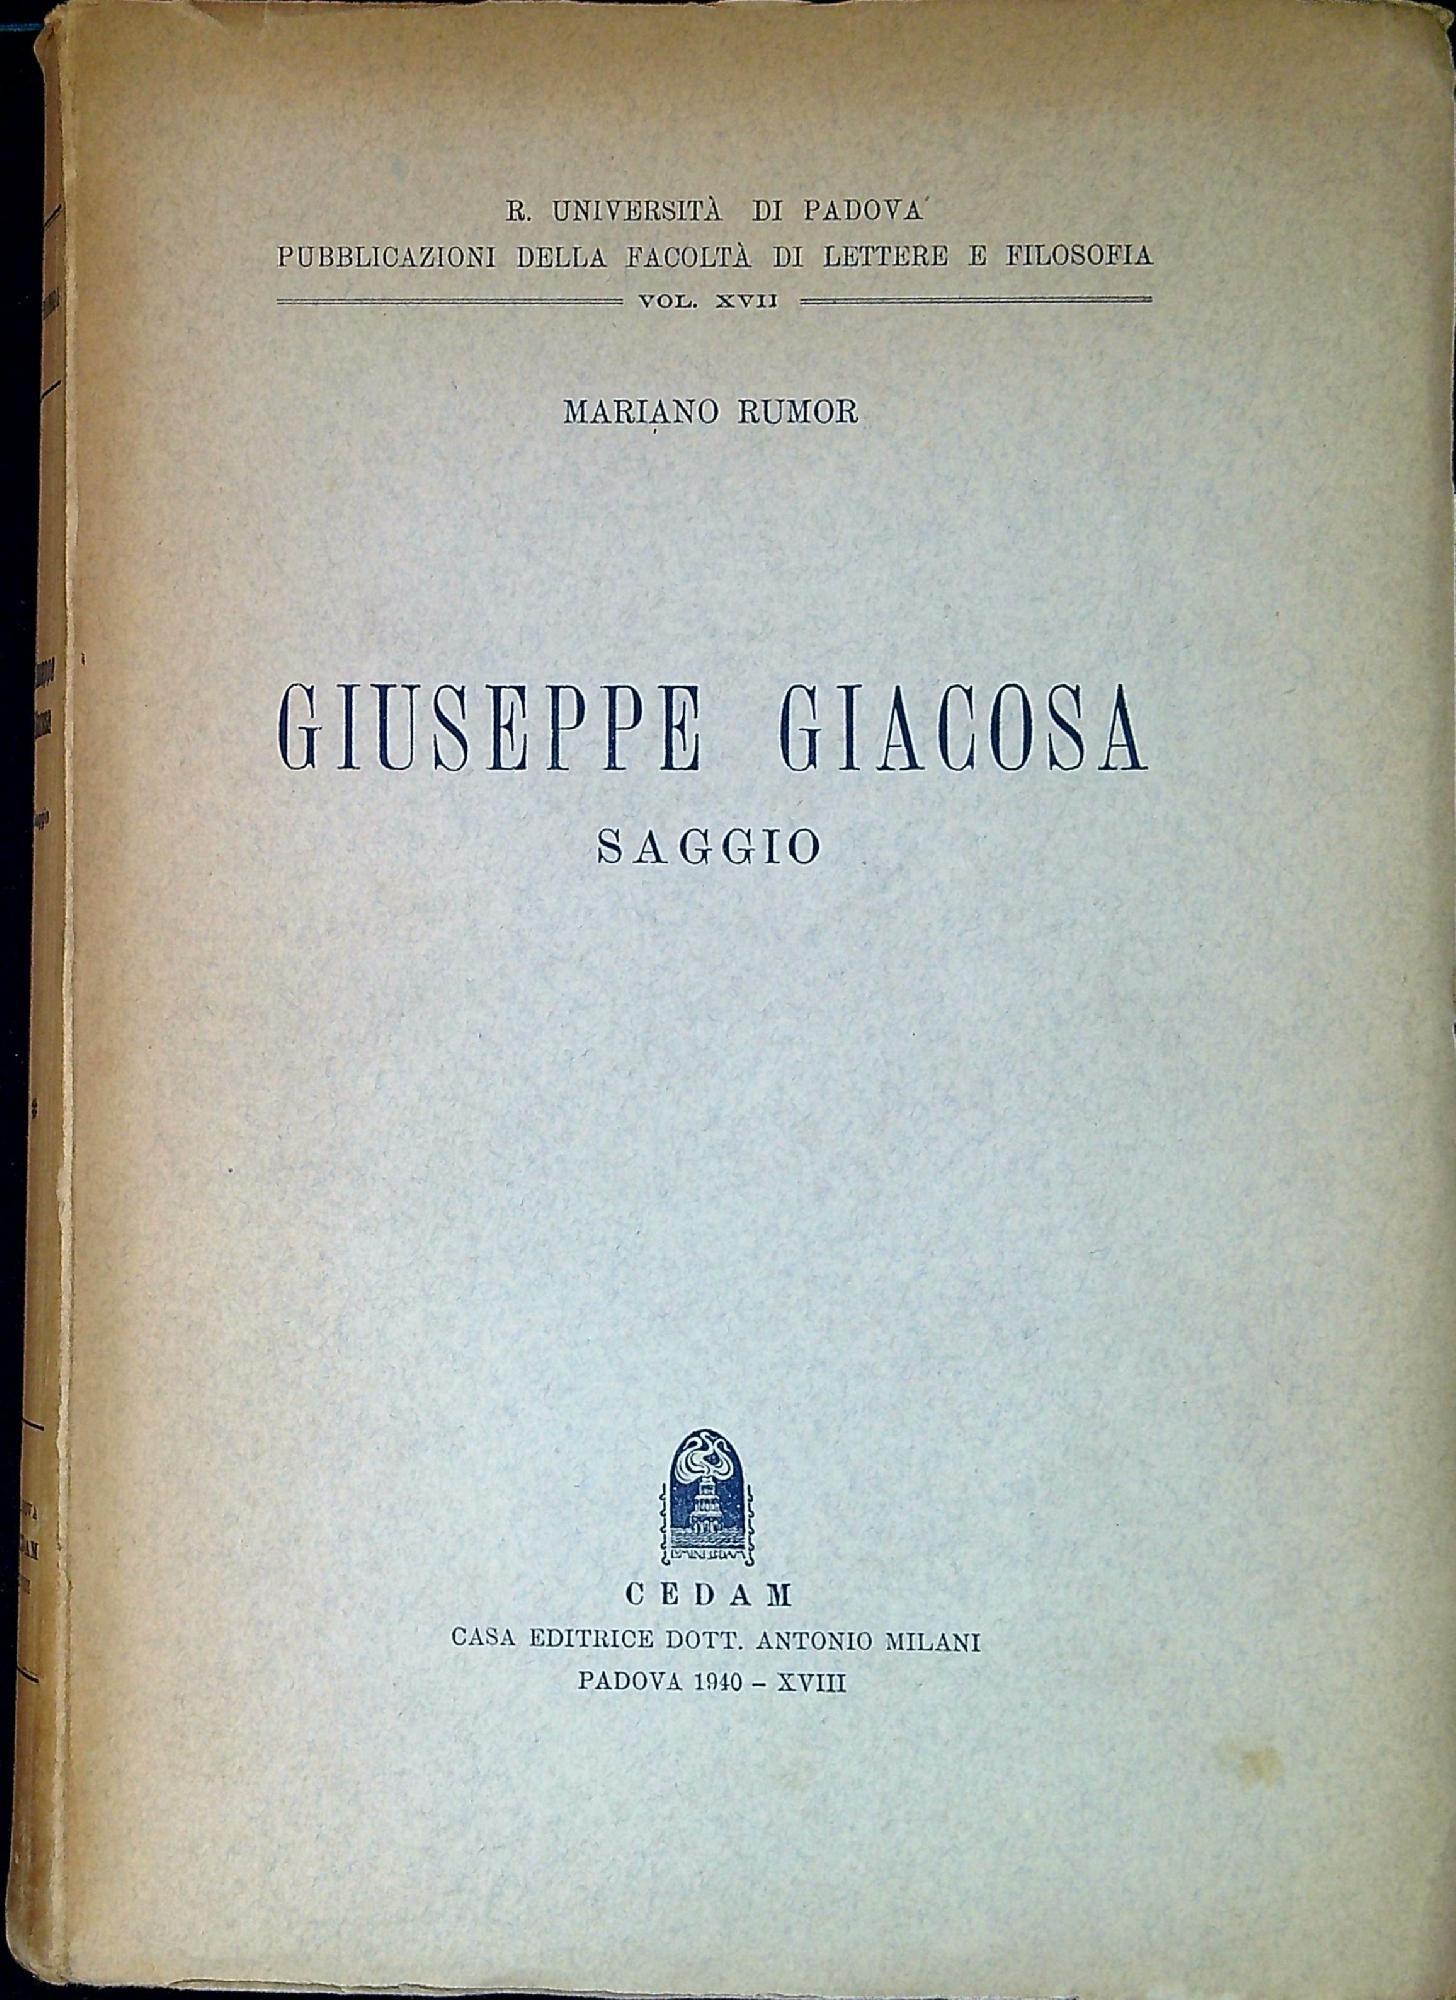 R. UNIVERSITÀ DI PADOVA
PUBBLICAZIONI DELLA FACOLTÀ DI LETTERE E FILOSOFIA
VOL. XVII
MARIANO RUMOR
GIUSEPPE GIACOSA
SAGGIO
CEDAM
CASA EDITRICE DOTT. ANTONIO MILANI
PADOVA 1940 – XVIII